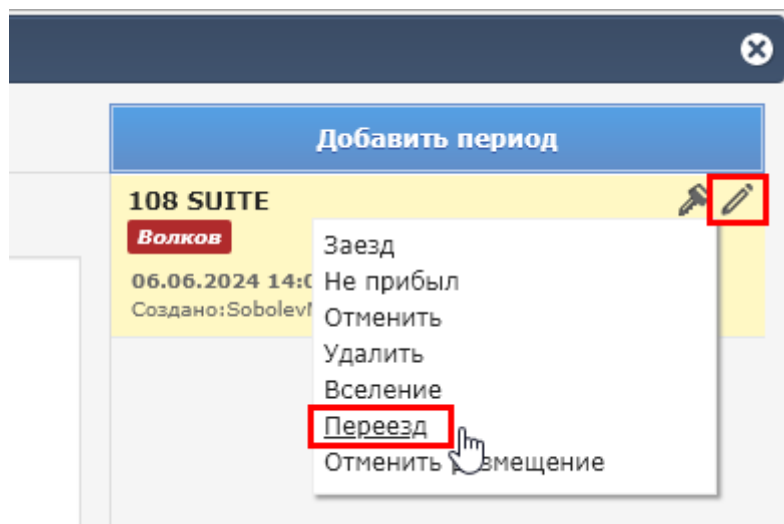 Добавить период
108 SUITE
Волков
06.06.2024 14:0
Создано:Sobolev
Заезд
Не прибыл
Отменить
Удалить
Вселение
Переезд
Отменить размещение